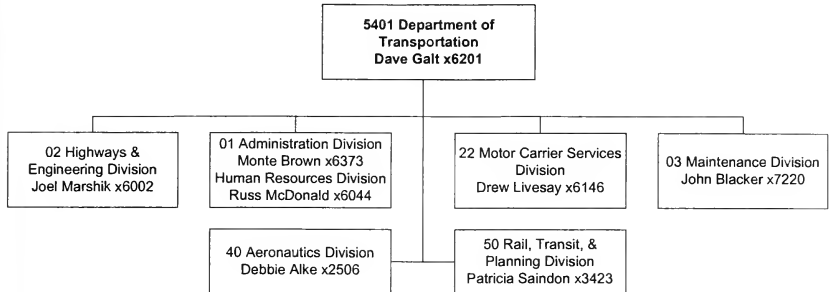 5401 Department of
Transportation
Dave Galt x6201
02 Highways &
Engineering Division
Joel Marshik x6002
01 Administration Division
Monte Brown x6373
Human Resources Division
Russ McDonald x6044
22 Motor Carrier Services
Division
Drew Livesay x6146
03 Maintenance Division
John Blacker x7220
40 Aeronautics Division
Debbie Alke x2506
50 Rail, Transit, &
Planning Division
Patricia Saindon x3423